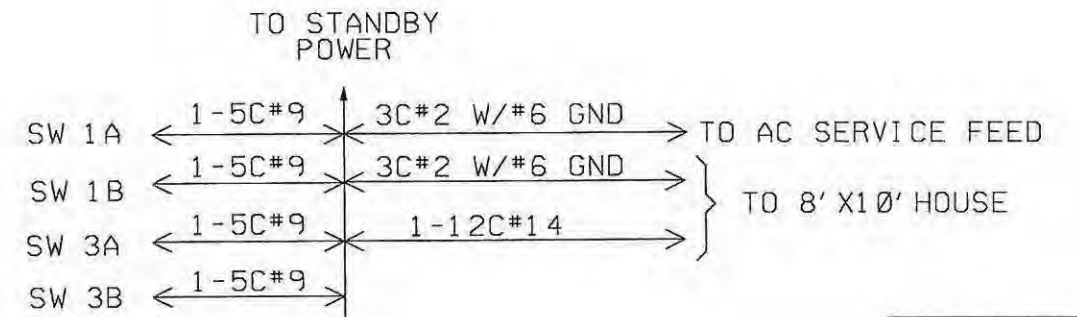 TO STANDBY
POWER
SW 1A 1-5C#9 3C#2 W/#6 GND TO AC SERVICE FEED
SW 1B 1-5C#9 3C#2 W/#6 GND
TO 8'X10' HOUSE
SW 3A 1-5C#9 1-12C#14
SW 3B 1-5C#9